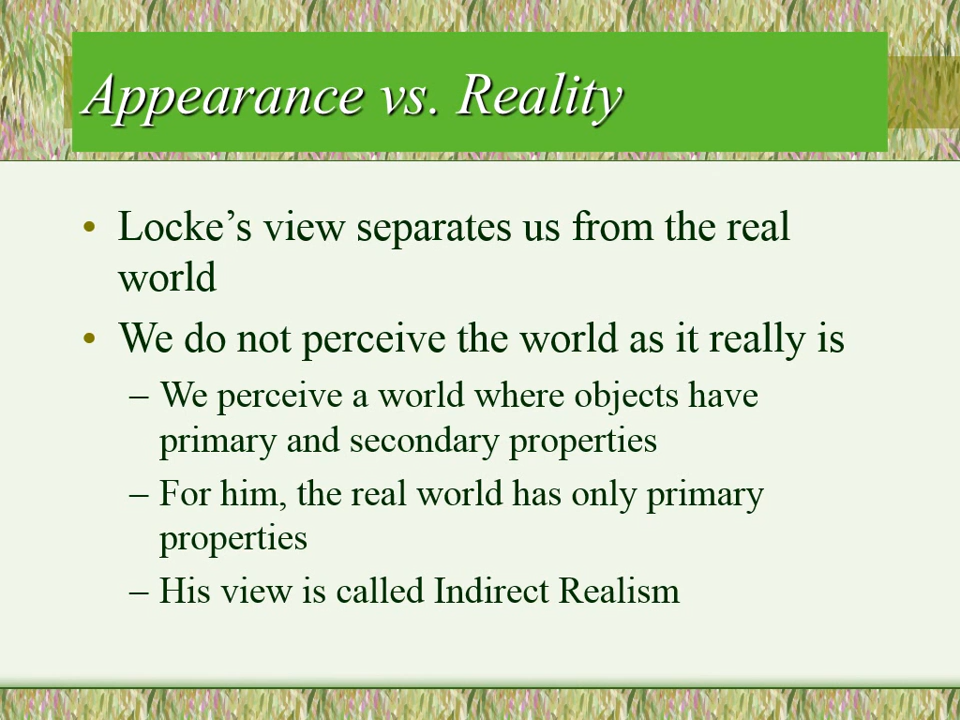 Appearance vs. Reality
• Locke’s view separates us from the real
world
• We do not perceive the world as it really is
– We perceive a world where objects have
primary and secondary properties
– For him, the real world has only primary
properties
– His view is called Indirect Realism